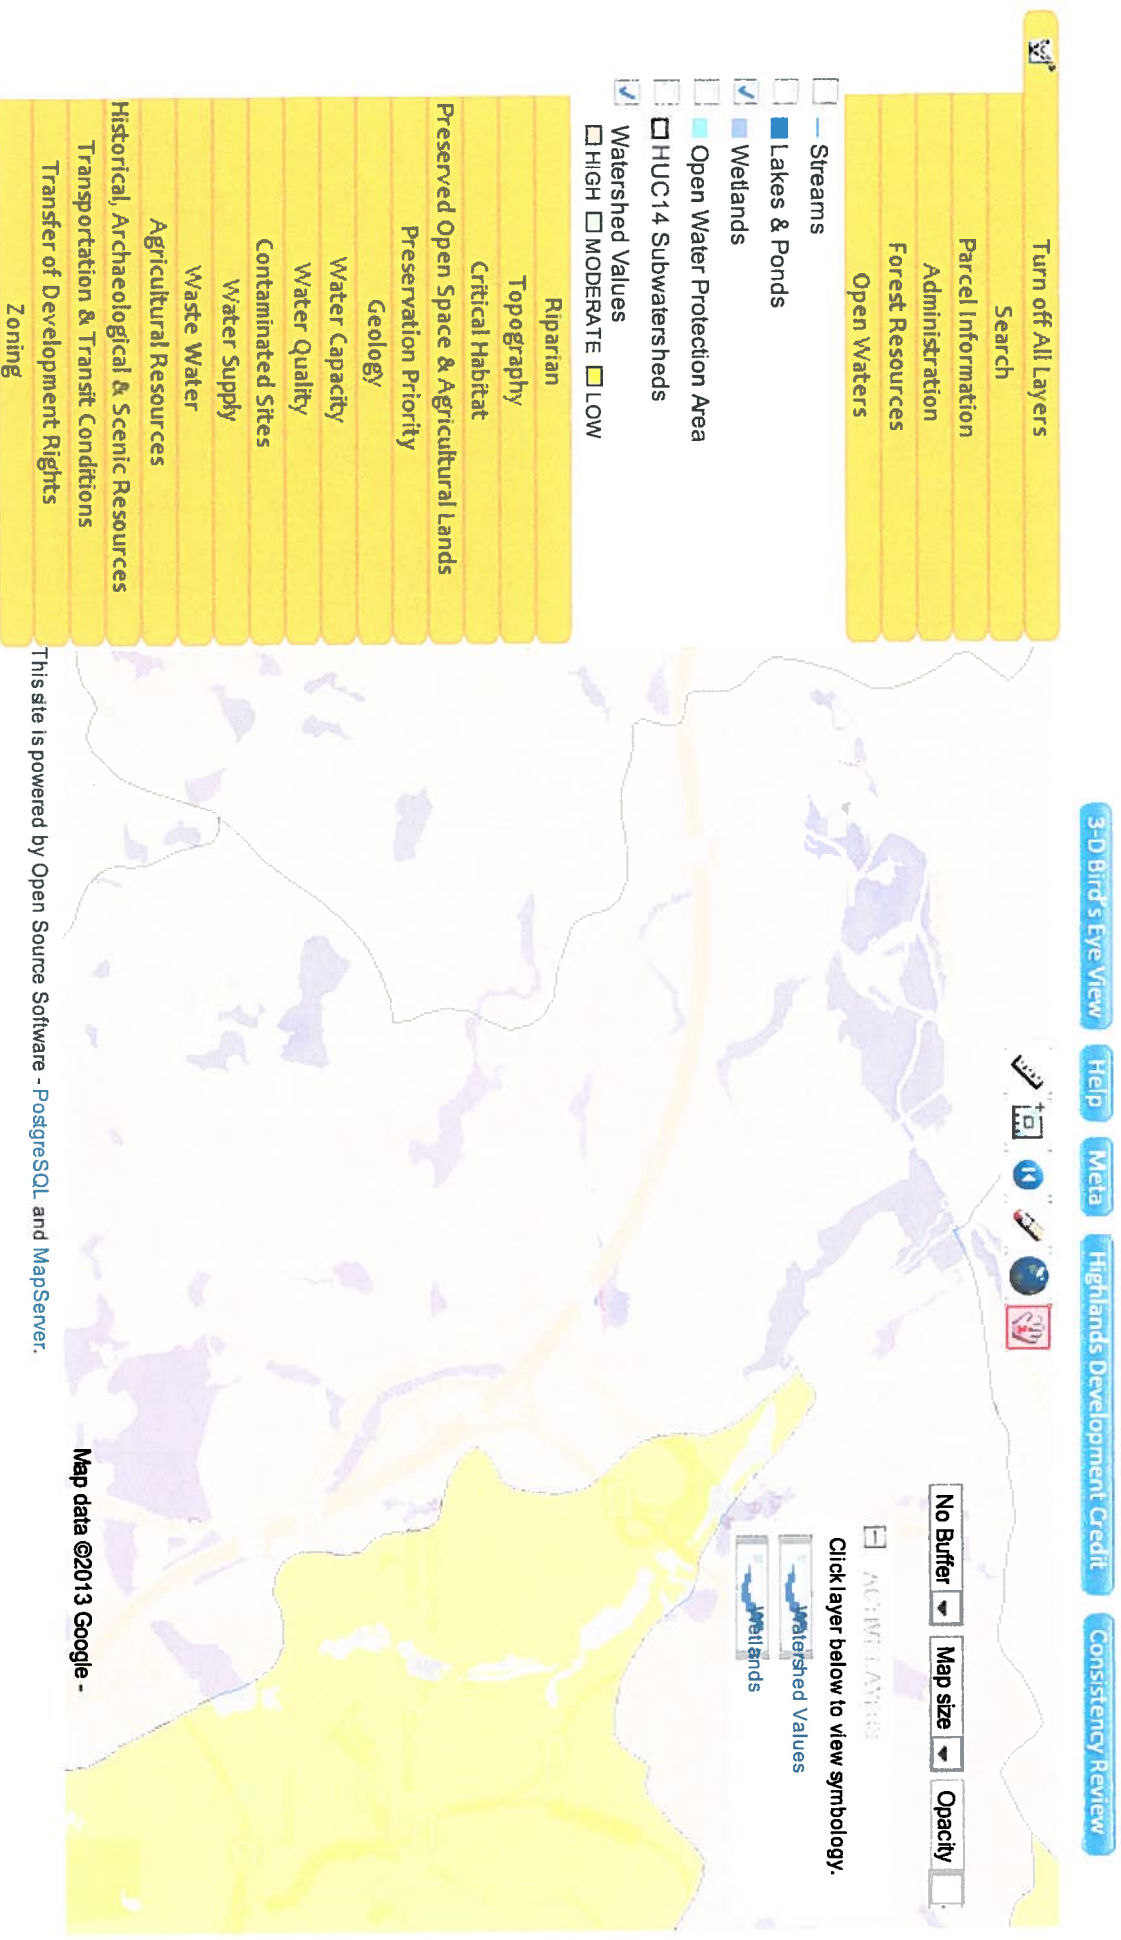 3-D Bird's Eye View
Help
Meta
Highlands Development Credit
Consistency Review
Turn off All Layers
Search
Parcel Information
Administration
Forest Resources
Open Waters
Streams
Lakes & Ponds
Wetlands
Open Water Protection Area
HUC14 Subwatersheds
Watershed Values
HIGH MODERATE LOW
Riparian
Topography
Critical Habitat
Preserved Open Space & Agricultural Lands
Preservation Priority
Geology
Water Capacity
Water Quality
Contaminated Sites
Water Supply
Waste Water
Agricultural Resources
Historical, Archaeological & Scenic Resources
Transportation & Transit Conditions
Transfer of Development Rights
Zoning
No Buffer
Map size
Opacity
ACTIVE LAYERS
Click layer below to view symbology.
Watershed Values
Wetlands
Map data ©2013 Google -
This site is powered by Open Source Software - PostgreSQL and MapServer.